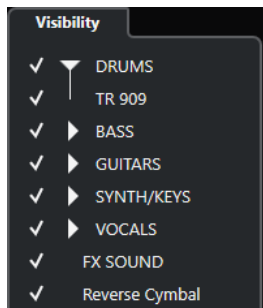 Visibility
DRUMS
TR 909
BASS
GUITARS
SYNTH/KEYS
VOCALS
FX SOUND
Reverse Cymbal